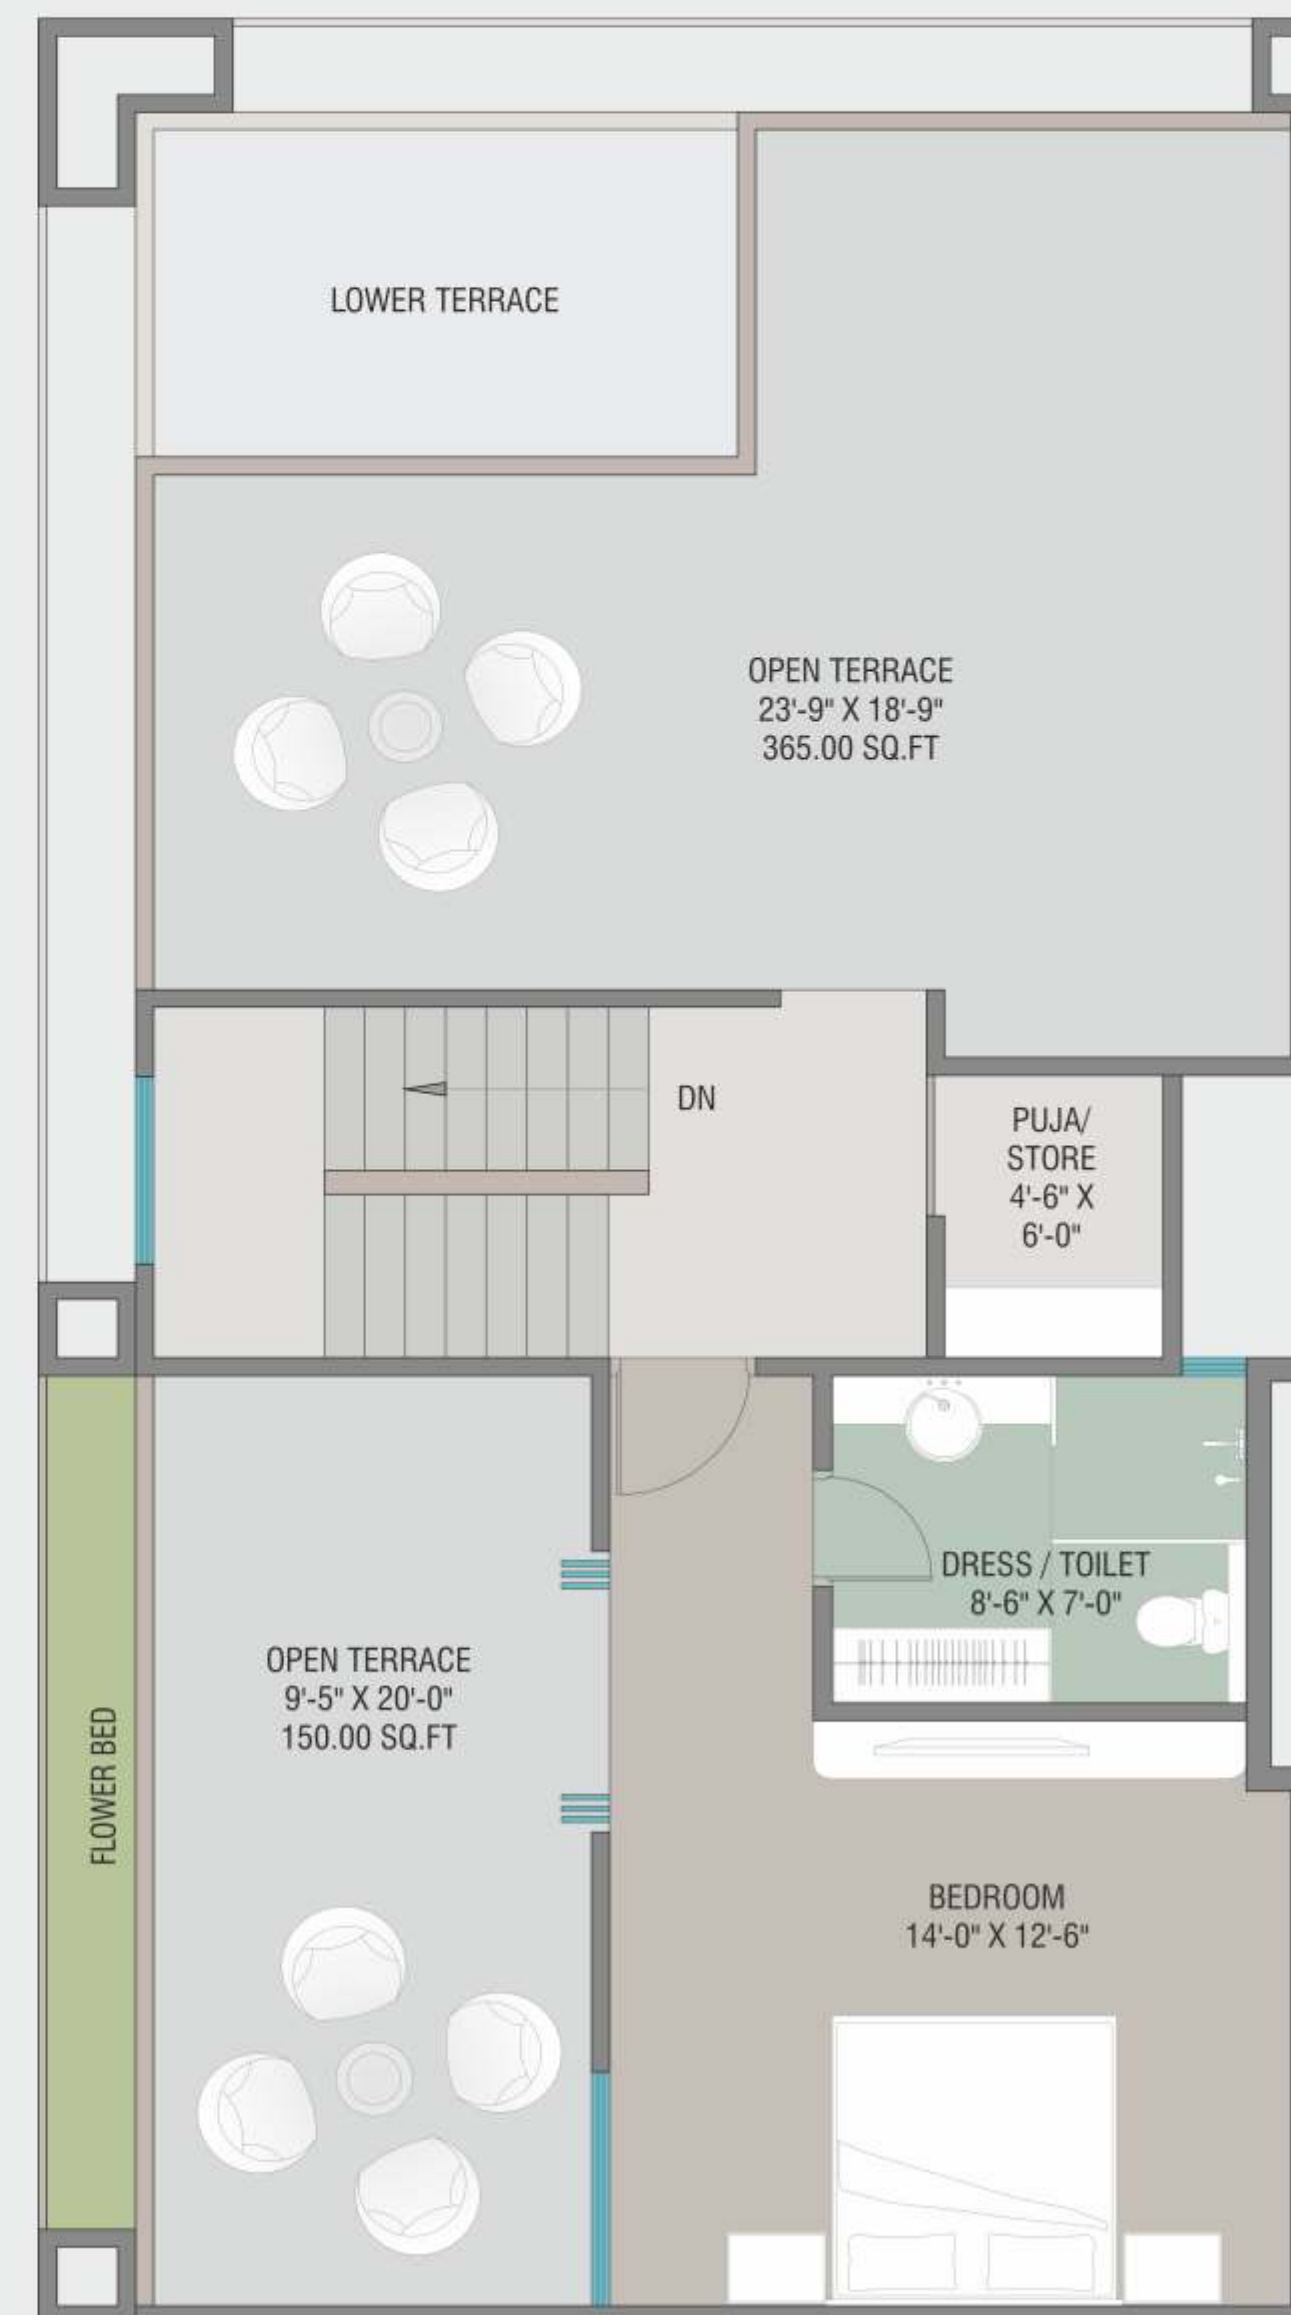 LOWER TERRACE
OPEN TERRACE
23'-9" X 18'-9"
365.00 SQ.FT
DN
PUJA/
STORE
4'-6" X
6'-0"
DRESS / TOILET
8'-6" X 7'-0"
OPEN TERRACE
9'-5" X 20'-0"
150.00 SQ.FT
FLOWER BED
BEDROOM
14'-0" X 12'-6"